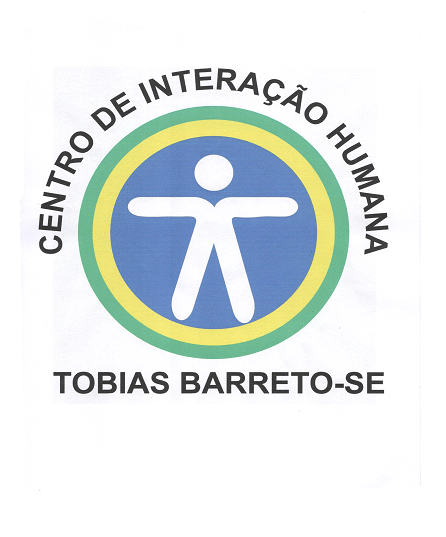 CENTRO DE INTERAÇÃO HUMANA
TOBIAS BARRETO-SE